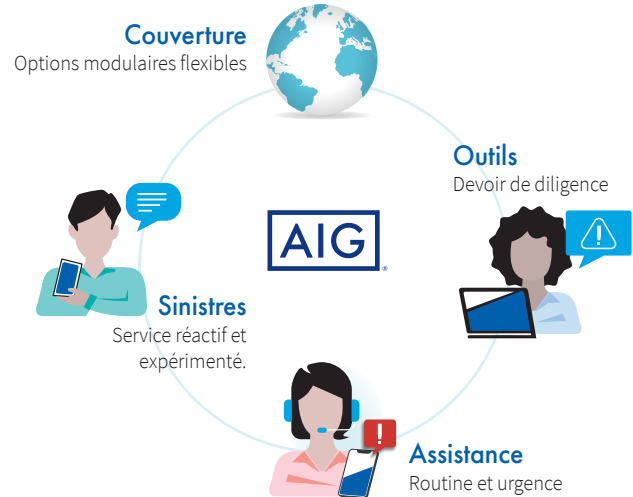 Couverture
Options modulaires flexibles
Outils
Devoir de diligence
AIG
Sinistres
Service réactif et
expérimenté.
Assistance
Routine et urgence